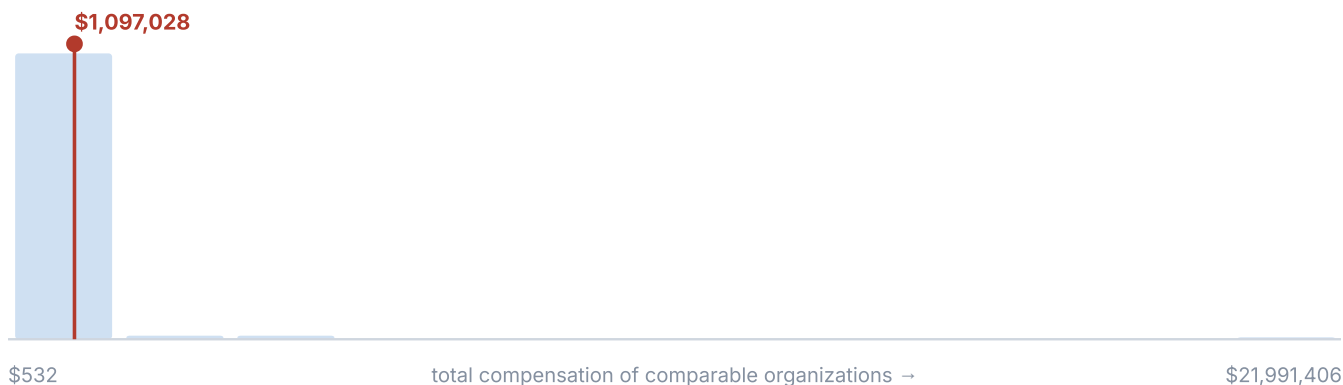 $1,097,028
$532 total compensation of comparable organizations → $21,991,406